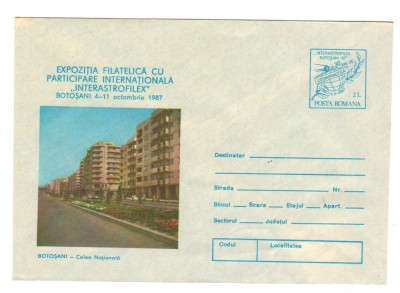 EXPOZIȚIA FILATELICĂ CU
PARTICIPARE INTERNAȚIONALĂ
„INTERASTROFILEX"
BOTOȘANI 4–11 octombrie 1987
BOTOȘANI – Calea Națională
INTERASTROFILEX
BOTOȘANI 87
2 L
POSTA ROMANA
Destinatar
Strada Nr.
Blocul Scara Etajul Apart.
Sectorul Județul
Codul Localitatea